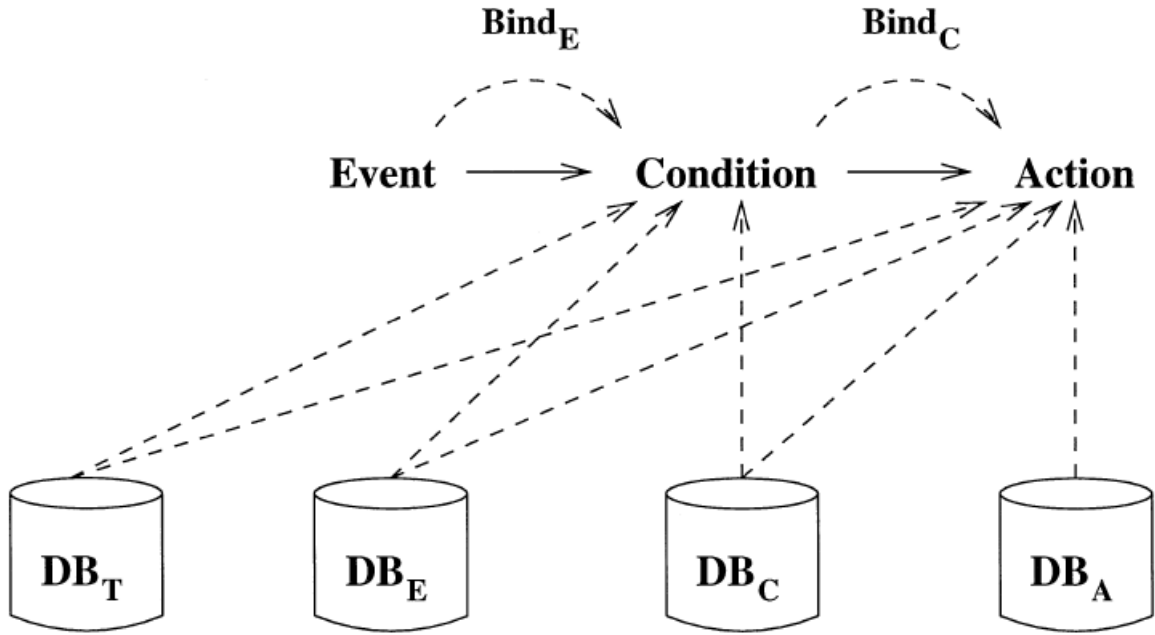 Bind_E Bind_C
Event Condition Action
DB_T DB_E DB_C DB_A